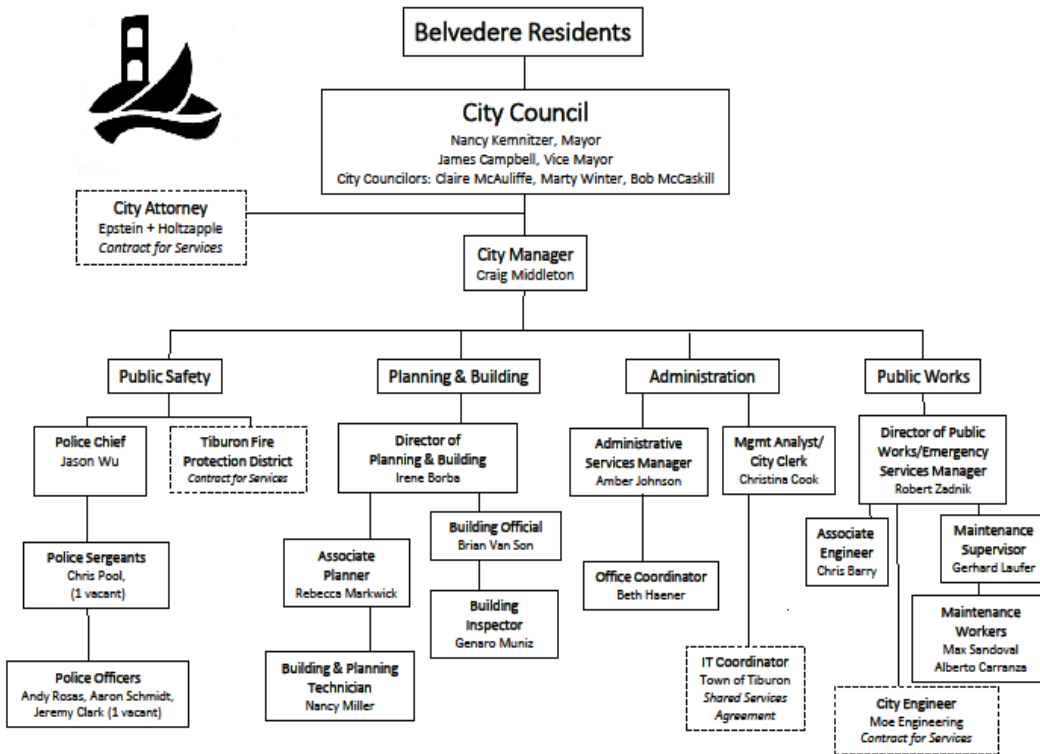 Belvedere Residents
City Council
Nancy Kemnitzer, Mayor
James Campbell, Vice Mayor
City Councilors: Claire McAuliffe, Marty Winter, Bob McCaskill
City Attorney
Epstein + Holtzapple
Contract for Services
City Manager
Craig Middleton
Public Safety
Planning & Building
Administration
Public Works
Police Chief
Jason Wu
Tiburon Fire
Protection District
Contract for Services
Director of
Planning & Building
Irene Borba
Administrative
Services Manager
Amber Johnson
Mgmt Analyst/
City Clerk
Christina Cook
Director of Public
Works/Emergency
Services Manager
Robert Zadnik
Police Sergeants
Chris Pool,
(1 vacant)
Associate
Planner
Rebecca Markwick
Building Official
Brian Van Son
Office Coordinator
Beth Haener
Associate
Engineer
Chris Barry
Maintenance
Supervisor
Gerhard Laufer
Building
Inspector
Genaro Muniz
Maintenance
Workers
Max Sandoval
Alberto Carranza
Police Officers
Andy Rosas, Aaron Schmidt,
Jeremy Clark (1 vacant)
Building & Planning
Technician
Nancy Miller
IT Coordinator
Town of Tiburon
Shared Services
Agreement
City Engineer
Moe Engineering
Contract for Services